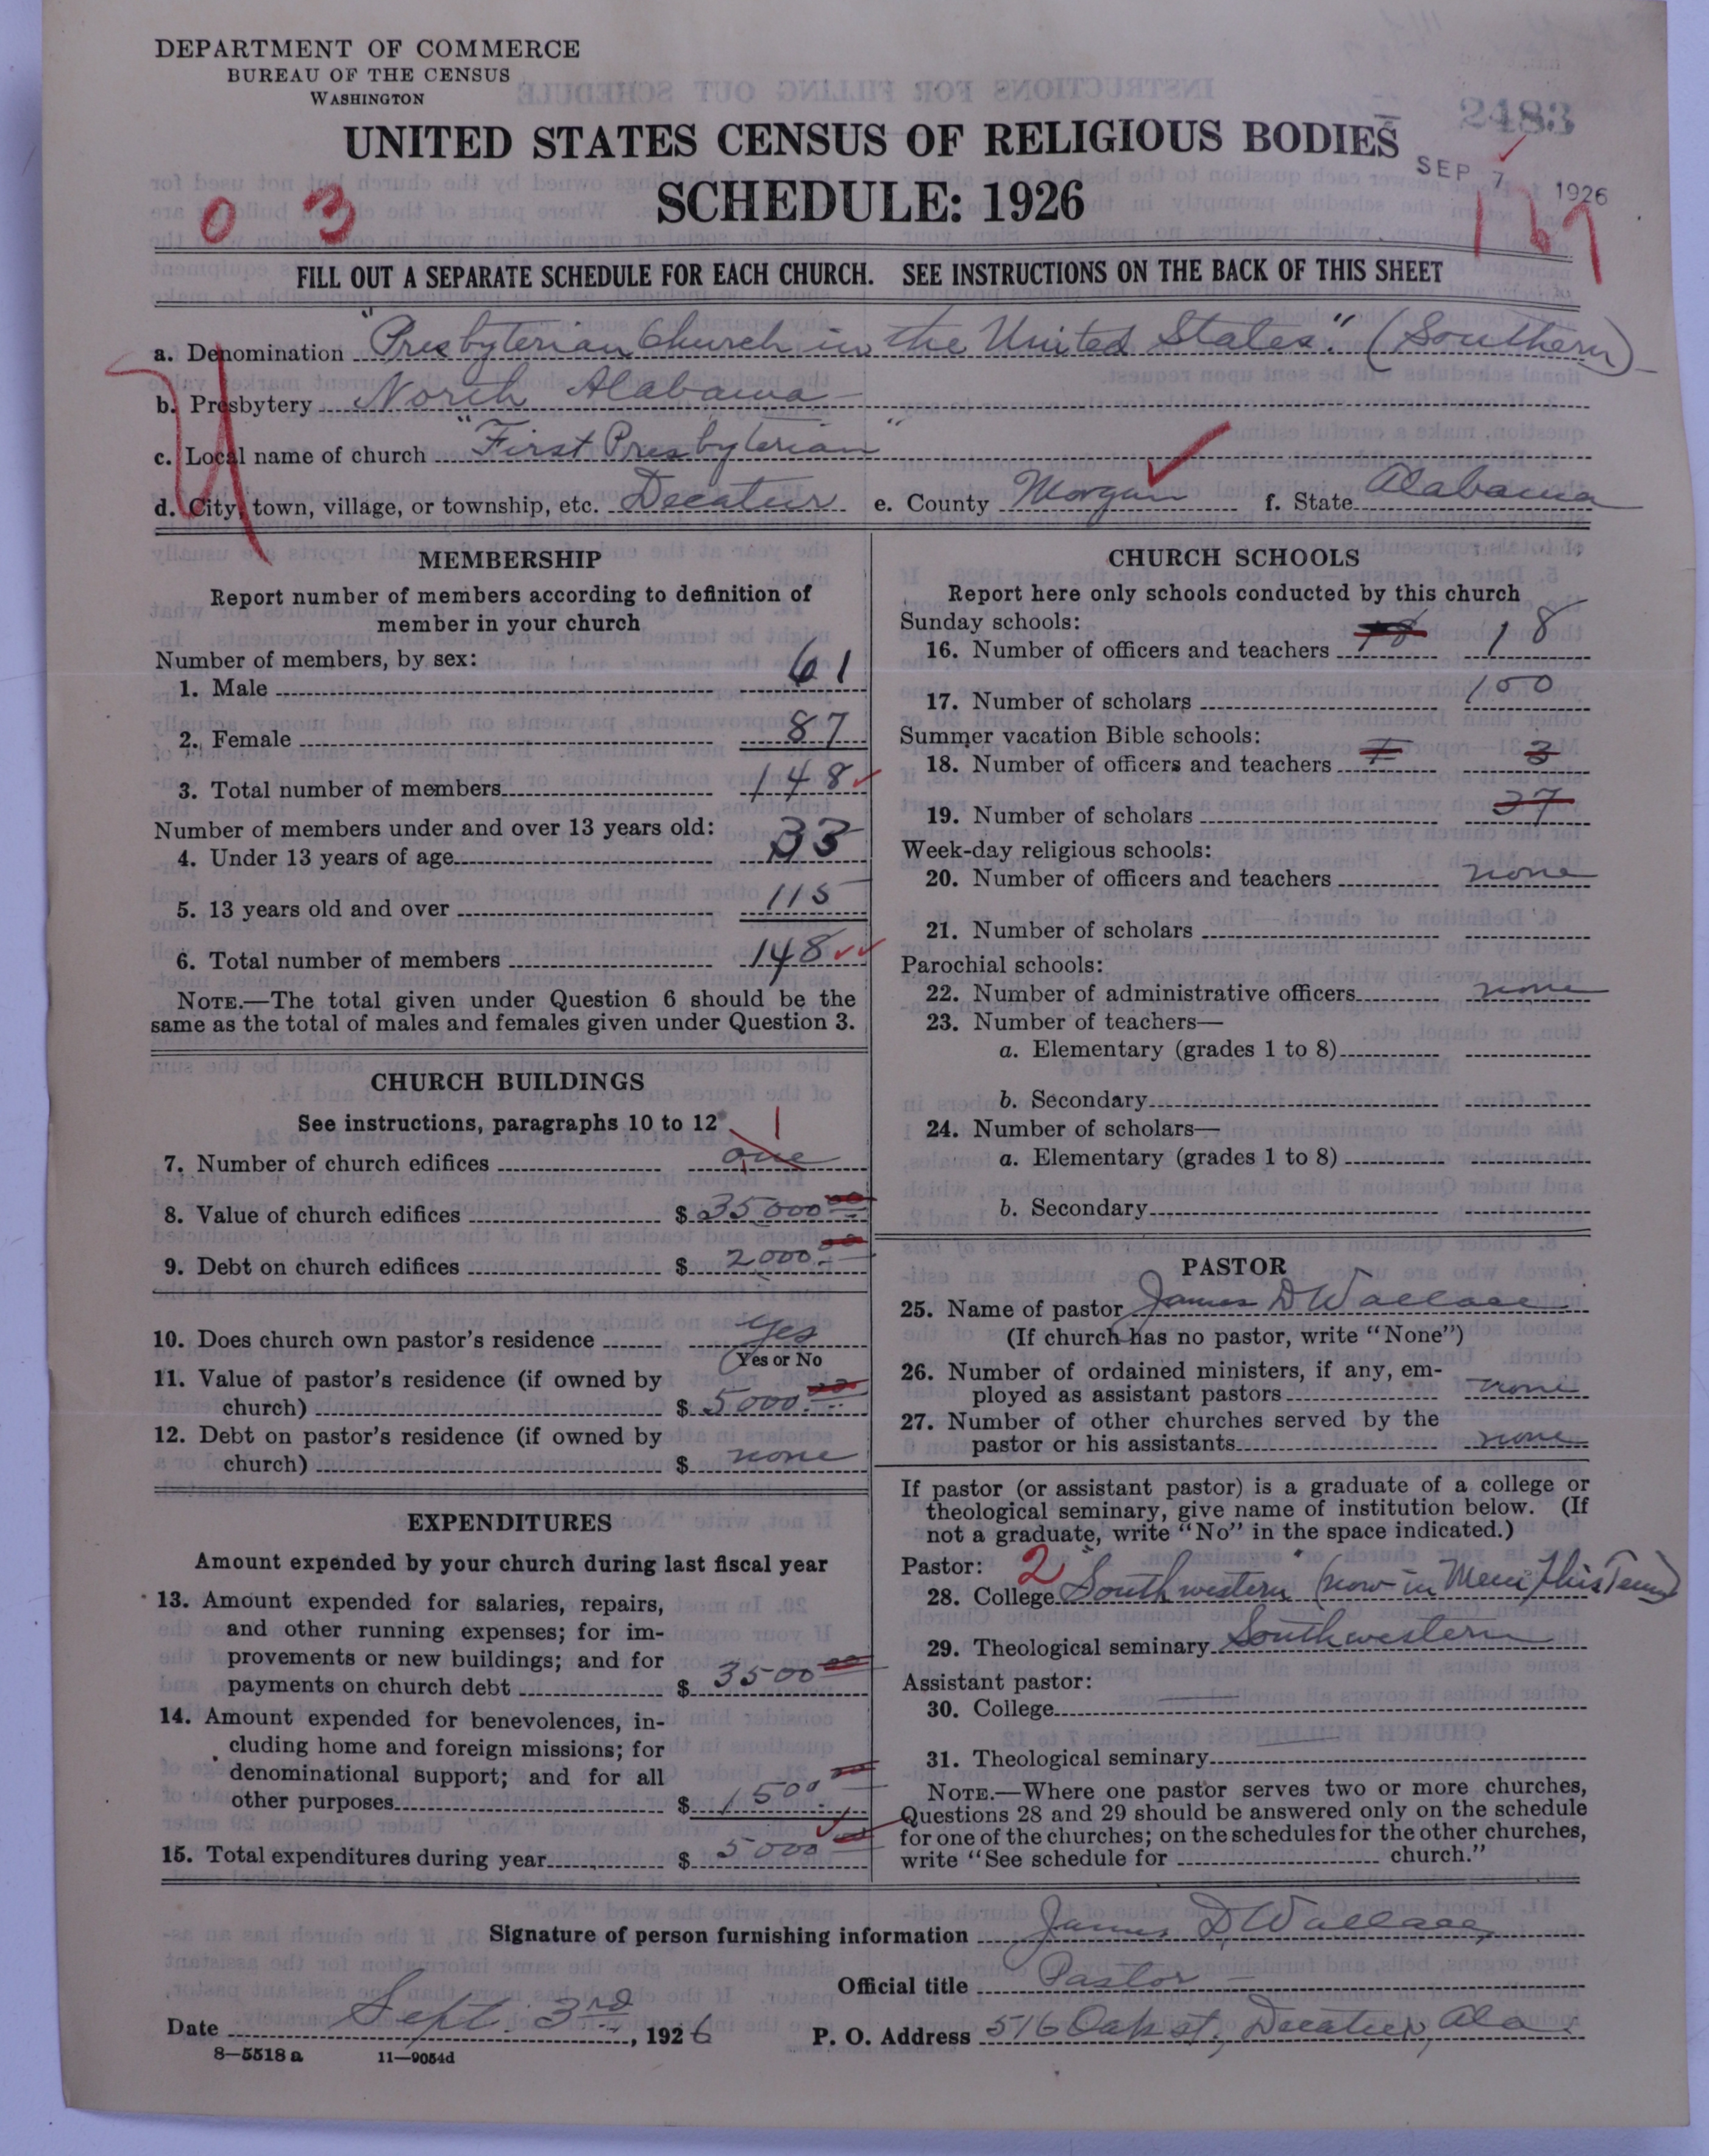 DEPARTMENT OF COMMERCE
BUREAU OF THE CENSUS
WASHINGTON
2483
UNITED STATES CENSUS OF RELIGIOUS BODIES
SEP 7 1926
SCHEDULE: 1926
0 3
FILL OUT A SEPARATE SCHEDULE FOR EACH CHURCH. SEE INSTRUCTIONS ON THE BACK OF THIS SHEET
a. Denomination "Presbyterian Church in the United States." (Southern)
b. Presbytery North Alabama
c. Local name of church "First Presbyterian"
d. City, town, village, or township, etc. Decatur e. County Morgan f. State Alabama
MEMBERSHIP
Report number of members according to definition of
member in your church
Number of members, by sex:
1. Male 61
2. Female 87
3. Total number of members 148
Number of members under and over 13 years old:
4. Under 13 years of age 33
5. 13 years old and over 115
6. Total number of members 148
NOTE.—The total given under Question 6 should be the
same as the total of males and females given under Question 3.
CHURCH BUILDINGS
See instructions, paragraphs 10 to 12
1
7. Number of church edifices one
8. Value of church edifices $ 35000.00
9. Debt on church edifices $ 2000.00
10. Does church own pastor's residence yes
(Yes or No
11. Value of pastor's residence (if owned by
church) $ 5000.00
12. Debt on pastor's residence (if owned by
church) $ none
EXPENDITURES
Amount expended by your church during last fiscal year
13. Amount expended for salaries, repairs,
and other running expenses; for im-
provements or new buildings; and for
payments on church debt $ 3500 00
14. Amount expended for benevolences, in-
cluding home and foreign missions; for
denominational support; and for all
other purposes $ 1500.
15. Total expenditures during year $ 5000 00
CHURCH SCHOOLS
Report here only schools conducted by this church
Sunday schools:
16. Number of officers and teachers 18 18
17. Number of scholars 100
Summer vacation Bible schools:
18. Number of officers and teachers 3
19. Number of scholars 37
Week-day religious schools:
20. Number of officers and teachers none
21. Number of scholars
Parochial schools:
22. Number of administrative officers none
23. Number of teachers—
a. Elementary (grades 1 to 8)
b. Secondary
24. Number of scholars—
a. Elementary (grades 1 to 8)
b. Secondary
PASTOR
25. Name of pastor James D Wallace
(If church has no pastor, write "None")
26. Number of ordained ministers, if any, em-
ployed as assistant pastors none
27. Number of other churches served by the
pastor or his assistants none
If pastor (or assistant pastor) is a graduate of a college or
theological seminary, give name of institution below. (If
not a graduate, write "No" in the space indicated.)
Pastor: 2
28. College "Southwestern" (now in Memphis Tenn)
29. Theological seminary Southwestern
Assistant pastor:
30. College
31. Theological seminary
NOTE.—Where one pastor serves two or more churches,
Questions 28 and 29 should be answered only on the schedule
for one of the churches; on the schedules for the other churches,
write "See schedule for church."
Signature of person furnishing information James D Wallace
Official title Pastor
Date Sept. 3rd, 1926 P. O. Address 516 Oak st, Decatur, Ala
8—5518 a 11—9054d